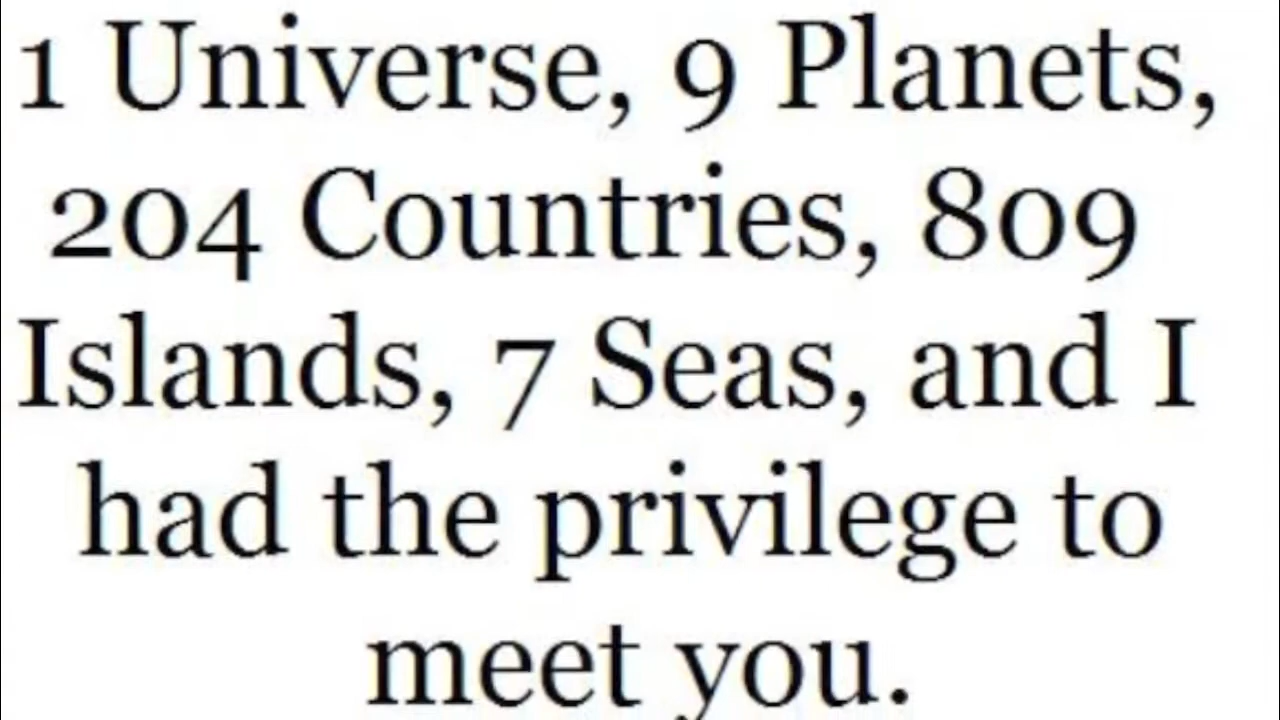 1 Universe, 9 Planets,
204 Countries, 809
Islands, 7 Seas, and I
had the privilege to
meet you.